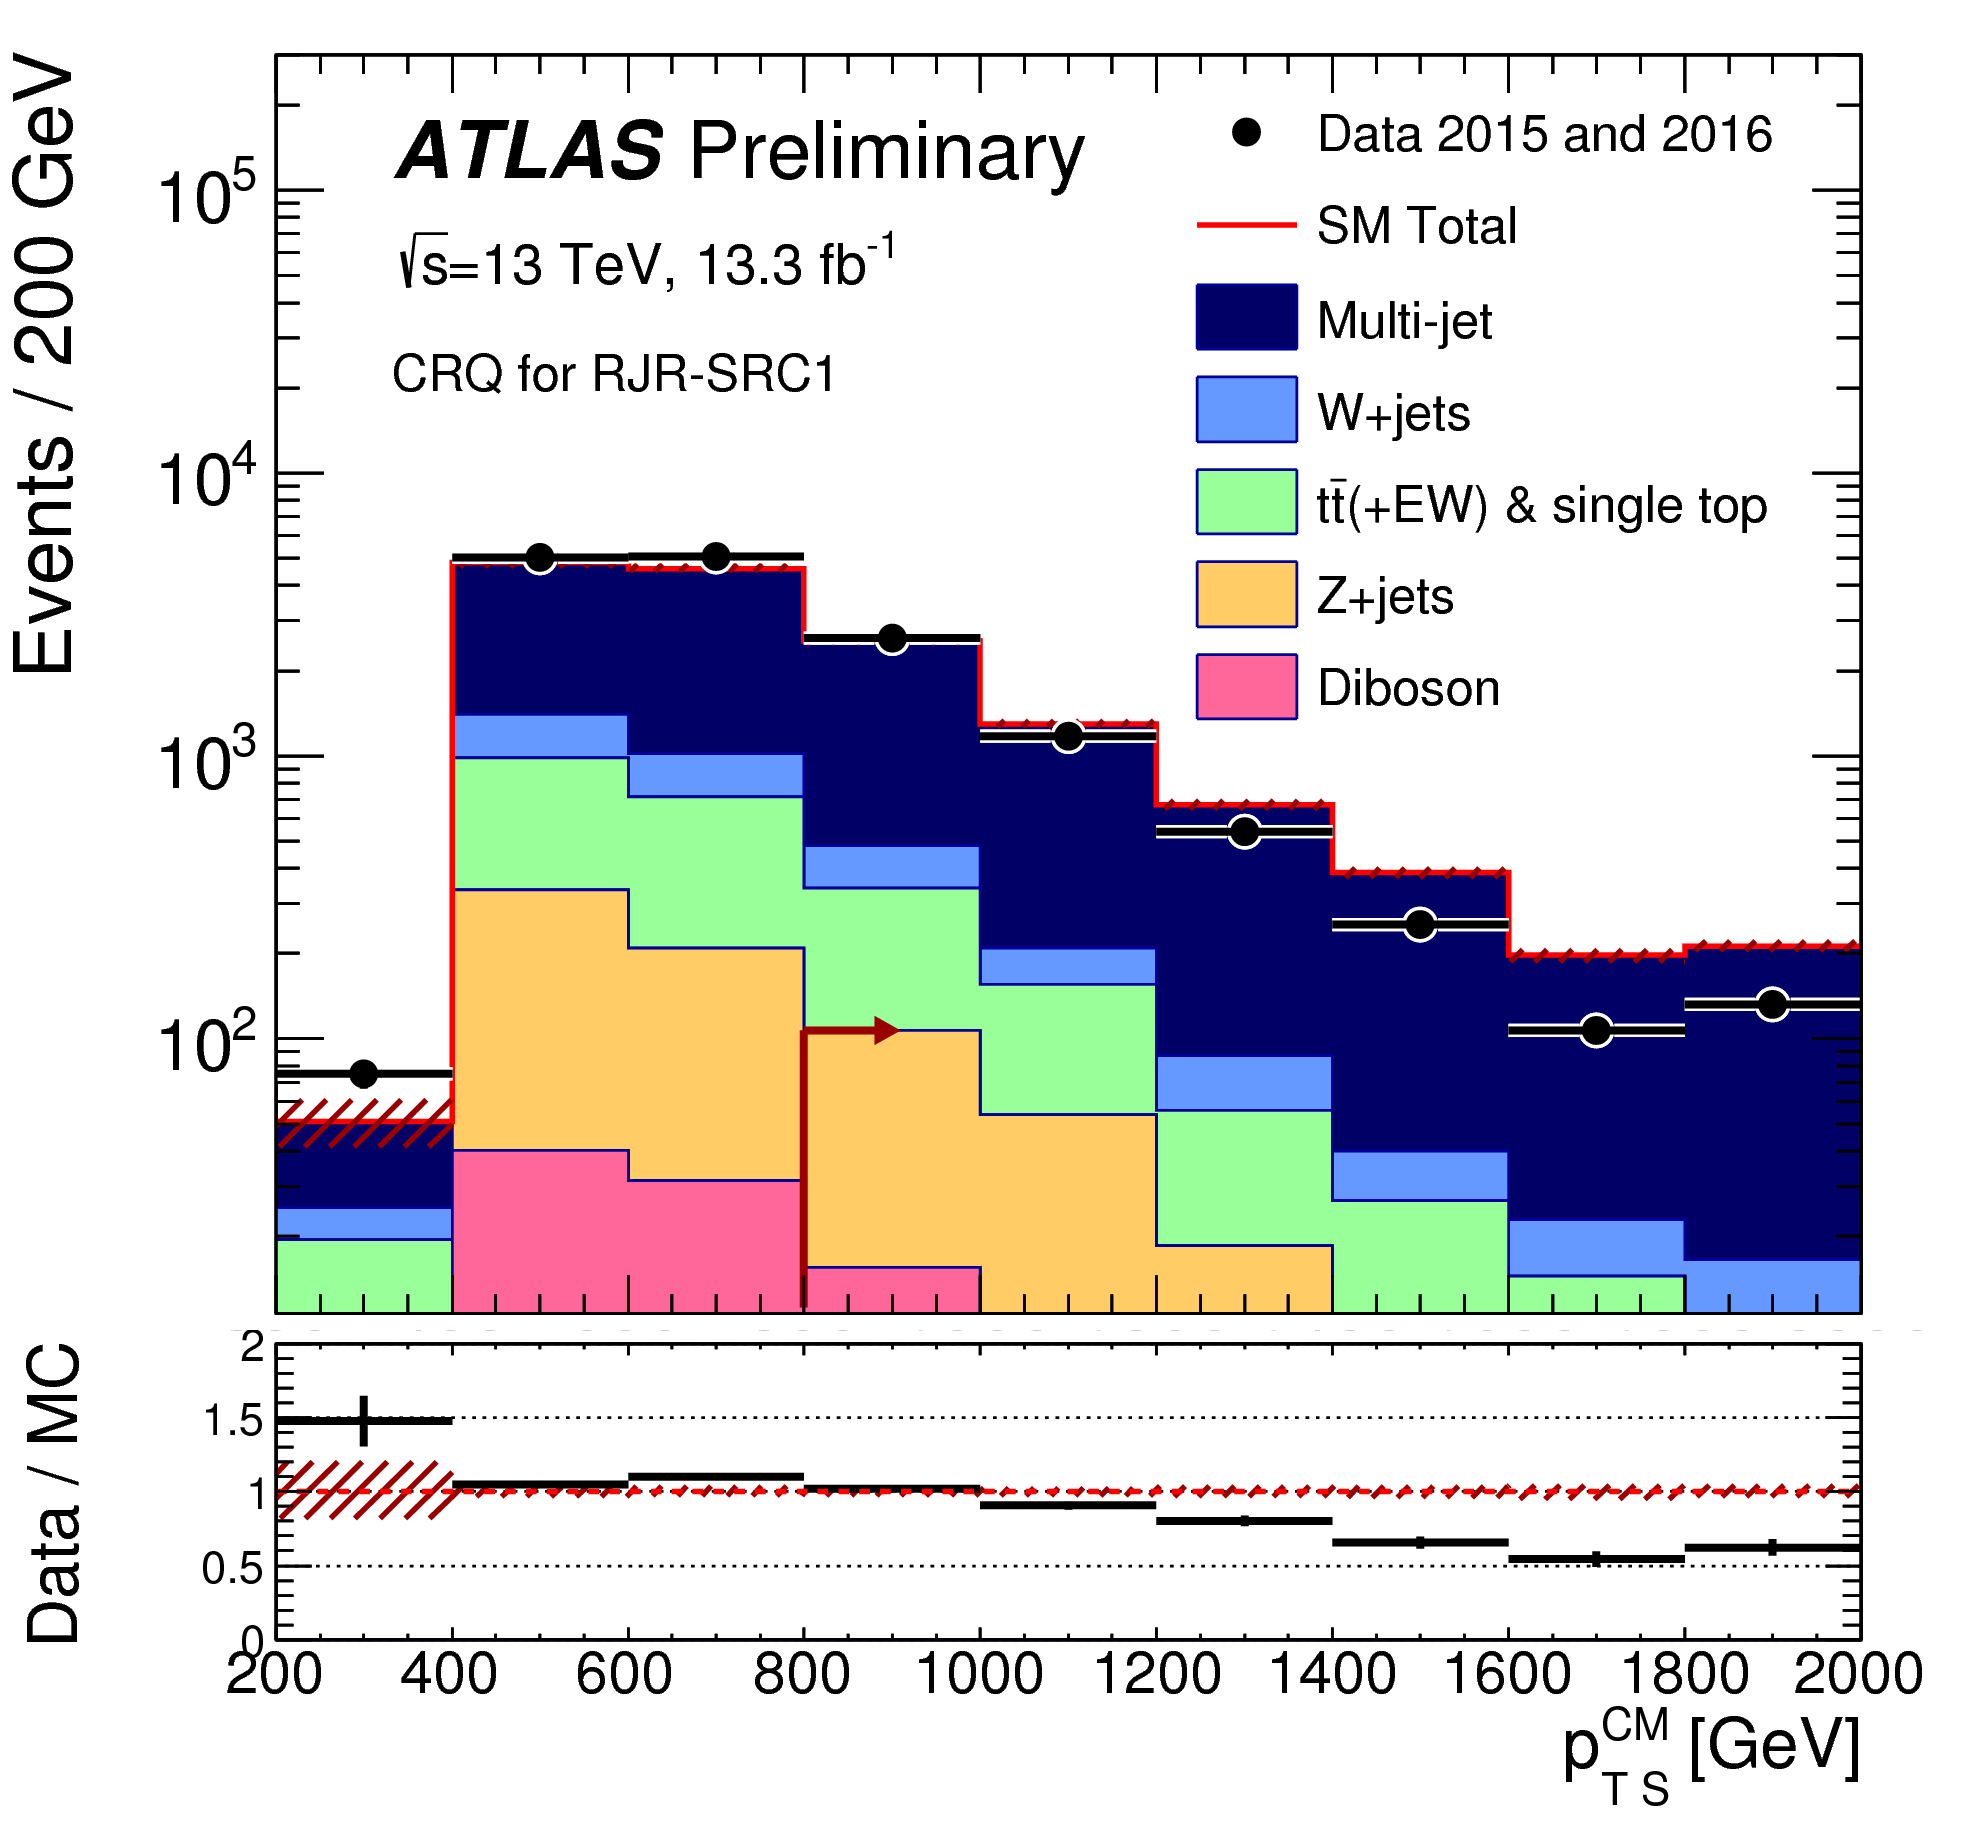 Events / 200 GeV
10^5
10^4
10^3
10^2
ATLAS Preliminary
√s=13 TeV, 13.3 fb^-1
CRQ for RJR-SRC1
Data 2015 and 2016
SM Total
Multi-jet
W+jets
tt̄(+EW) & single top
Z+jets
Diboson
Data / MC
2
1.5
1
0.5
0
200 400 600 800 1000 1200 1400 1600 1800 2000
p_{T S}^{CM} [GeV]